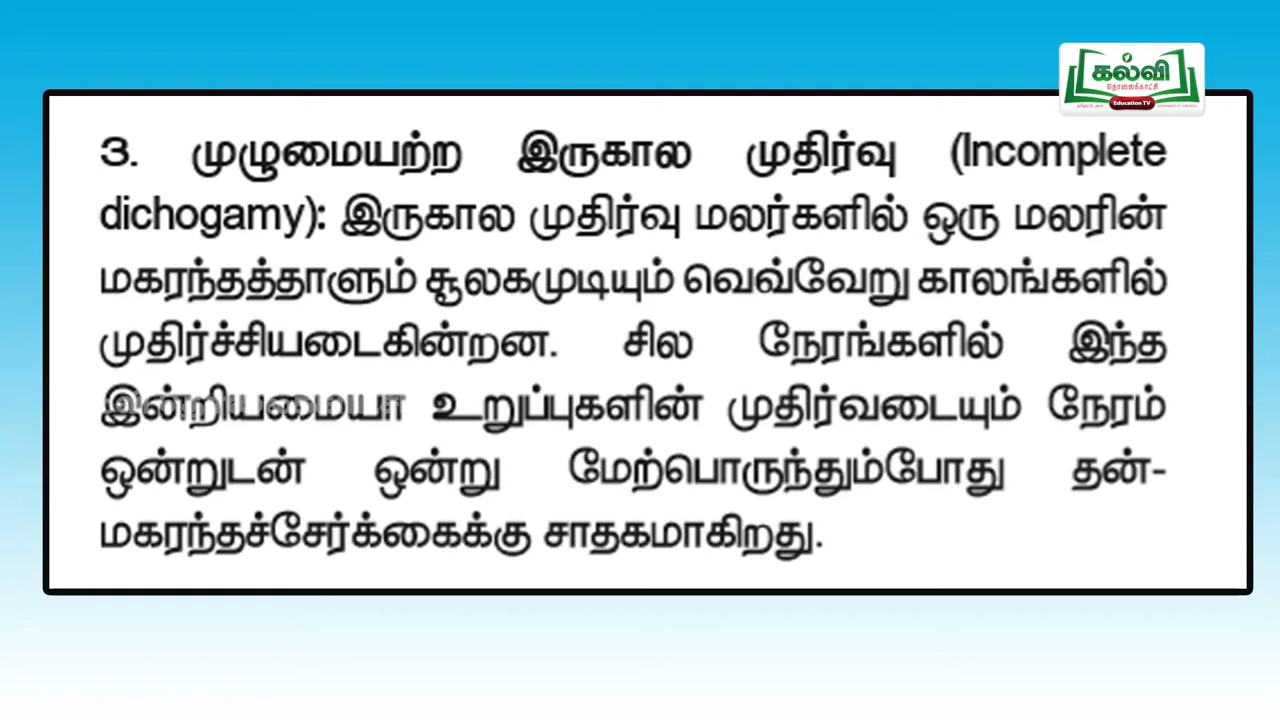 கல்வி
தொலைக்காட்சி
Education TV
3. முழுமையற்ற இருகால முதிர்வு (Incomplete
dichogamy): இருகால முதிர்வு மலர்களில் ஒரு மலரின்
மகரந்தத்தாளும் சூலகமுடியும் வெவ்வேறு காலங்களில்
முதிர்ச்சியடைகின்றன. சில நேரங்களில் இந்த
இன்றியமையா உறுப்புகளின் முதிர்வடையும் நேரம்
ஒன்றுடன் ஒன்று மேற்பொருந்தும்போது தன்-
மகரந்தச்சேர்க்கைக்கு சாதகமாகிறது.